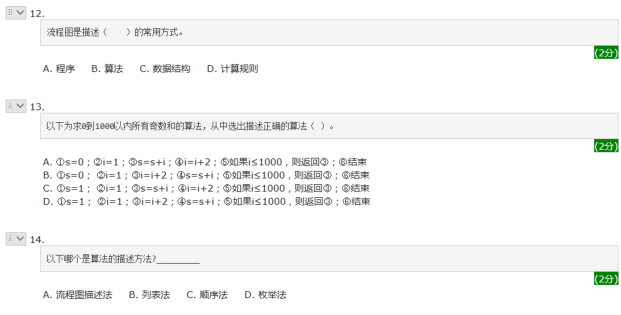 B 12.
流程图是描述（ ）的常用方式。
(2分)
A. 程序 B. 算法 C. 数据结构 D. 计算规则
A 13.
以下为求0到1000以内所有奇数和的算法，从中选出描述正确的算法（ ）。
(2分)
A. ①s=0；②i=1；③s=s+i；④i=i+2；⑤如果i≤1000，则返回③；⑥结束
B. ①s=0； ②i=1；③i=i+2；④s=s+i；⑤如果i≤1000，则返回③；⑥结束
C. ①s=1； ②i=1；③s=s+i；④i=i+2；⑤如果i≤1000，则返回③；⑥结束
D. ①s=1； ②i=1；③i=i+2；④s=s+i；⑤如果i≤1000，则返回③；⑥结束
A 14.
以下哪个是算法的描述方法?________
(2分)
A. 流程图描述法 B. 列表法 C. 顺序法 D. 枚举法